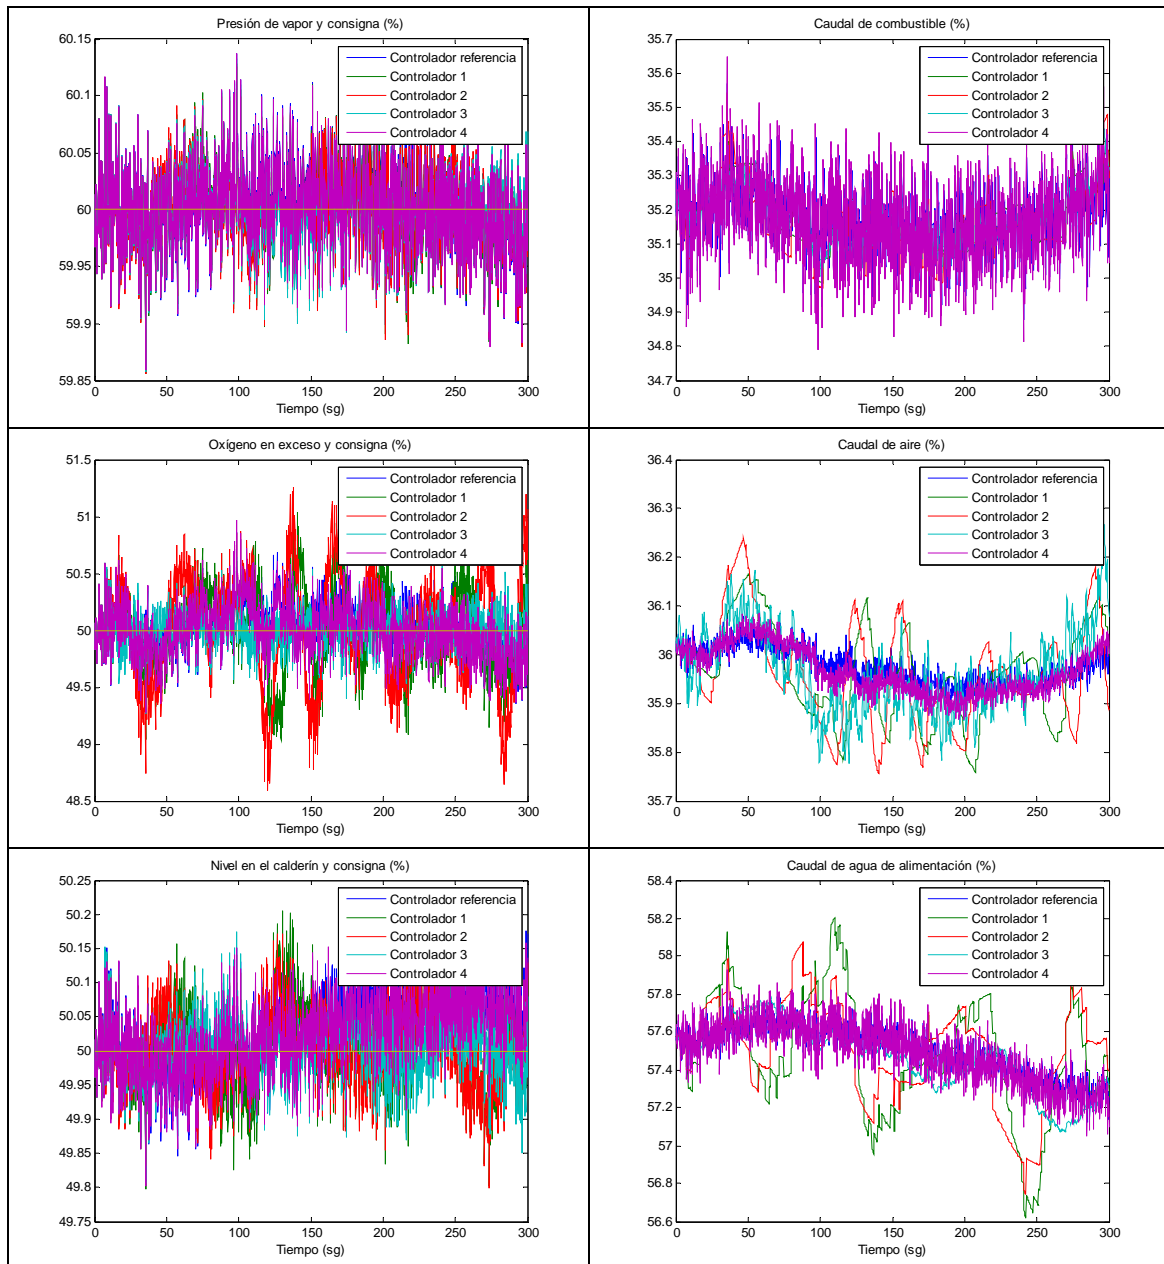 Presión de vapor y consigna (%)
60.15
60.1
60.05
60
59.95
59.9
59.85
0 50 100 150 200 250 300
Tiempo (sg)
Controlador referencia
Controlador 1
Controlador 2
Controlador 3
Controlador 4
Caudal de combustible (%)
35.7
35.6
35.5
35.4
35.3
35.2
35.1
35
34.9
34.8
34.7
0 50 100 150 200 250 300
Tiempo (sg)
Controlador referencia
Controlador 1
Controlador 2
Controlador 3
Controlador 4
Oxígeno en exceso y consigna (%)
51.5
51
50.5
50
49.5
49
48.5
0 50 100 150 200 250 300
Tiempo (sg)
Controlador referencia
Controlador 1
Controlador 2
Controlador 3
Controlador 4
Caudal de aire (%)
36.4
36.3
36.2
36.1
36
35.9
35.8
35.7
0 50 100 150 200 250 300
Tiempo (sg)
Controlador referencia
Controlador 1
Controlador 2
Controlador 3
Controlador 4
Nivel en el calderín y consigna (%)
50.25
50.2
50.15
50.1
50.05
50
49.95
49.9
49.85
49.8
49.75
0 50 100 150 200 250 300
Tiempo (sg)
Controlador referencia
Controlador 1
Controlador 2
Controlador 3
Controlador 4
Caudal de agua de alimentación (%)
58.4
58.2
58
57.8
57.6
57.4
57.2
57
56.8
56.6
0 50 100 150 200 250 300
Tiempo (sg)
Controlador referencia
Controlador 1
Controlador 2
Controlador 3
Controlador 4